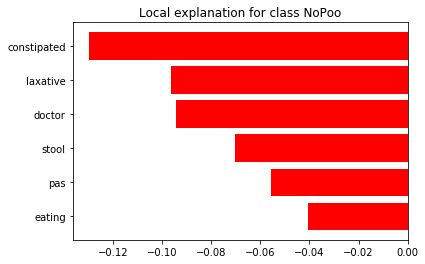 Local explanation for class NoPoo
constipated
laxative
doctor
stool
pas
eating
−0.12 −0.10 −0.08 −0.06 −0.04 −0.02 0.00